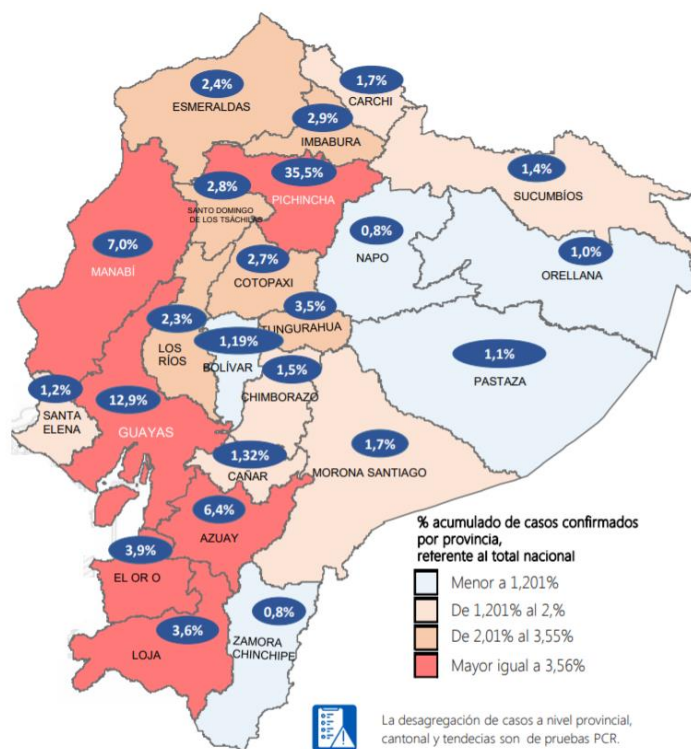 2,4%
ESMERALDAS
1,7%
CARCHI
2,9%
IMBABURA
1,4%
SUCUMBÍOS
35,5%
PICHINCHA
2,8%
SANTO DOMINGO
DE LOS TSÁCHILAS
7,0%
MANABÍ
0,8%
NAPO
1,0%
ORELLANA
2,7%
COTOPAXI
3,5%
TUNGURAHUA
2,3%
LOS
RÍOS
1,19%
BOLÍVAR
1,1%
PASTAZA
1,5%
CHIMBORAZO
1,2%
SANTA
ELENA
12,9%
GUAYAS
1,7%
MORONA SANTIAGO
1,32%
CAÑAR
6,4%
AZUAY
3,9%
EL OR O
3,6%
LOJA
0,8%
ZAMORA
CHINCHIPE
% acumulado de casos confirmados
por provincia,
referente al total nacional
Menor a 1,201%
De 1,201% al 2,%
De 2,01% al 3,55%
Mayor igual a 3,56%
La desagregación de casos a nivel provincial,
cantonal y tendecias son de pruebas PCR.